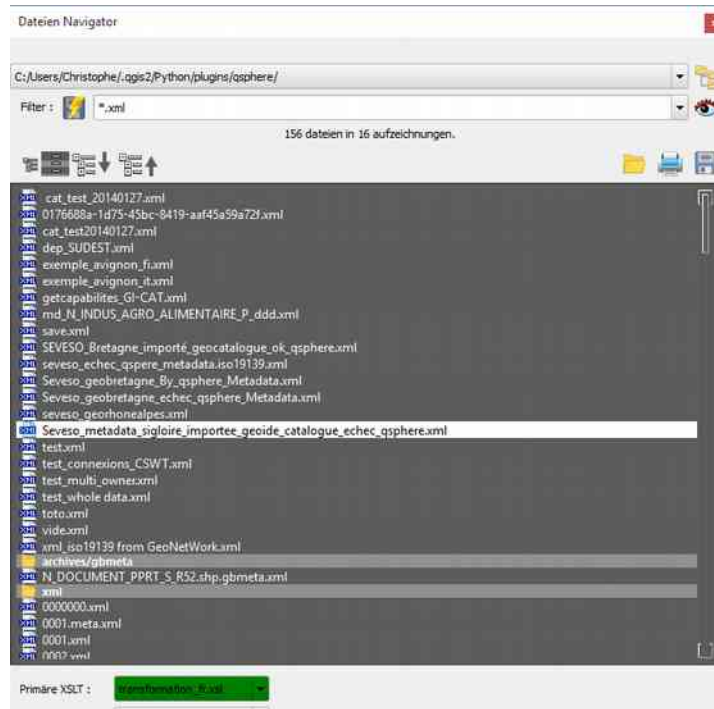 Dateien Navigator
C:/Users/Christophe/.qgis2/Python/plugins/qsphere/
Filter : *.xml
156 dateien in 16 aufzeichnungen.
cat_test_20140127.xml
0176688a-1d75-45bc-8419-aaf45a59a72f.xml
cat_test20140127.xml
dep_SUDEST.xml
exemple_avignon_fi.xml
exemple_avignon_it.xml
getcapabilites_GI-CAT.xml
md_N_INDUS_AGRO_ALIMENTAIRE_P_ddd.xml
save.xml
SEVESO_Bretagne_importé_geocatalogue_ok_qsphere.xml
seveso_echec_qspere_metadata.iso19139.xml
Seveso_geobretagne_By_qsphere_Metadata.xml
Seveso_geobretagne_echec_qsphere_Metadata.xml
seveso_georhonealpes.xml
Seveso_metadata_sigloire_importee_geoide_catalogue_echec_qsphere.xml
test.xml
test_connexions_CSWT.xml
test_multi_owner.xml
test_whole data.xml
toto.xml
vide.xml
xml_iso19139 from GeoNetWork.xml
archives/gbmeta
N_DOCUMENT_PPRT_S_R52.shp.gbmeta.xml
xml
0000000.xml
0001.meta.xml
0001.xml
0002.xml
Primäre XSLT : transformation_fr.xsl